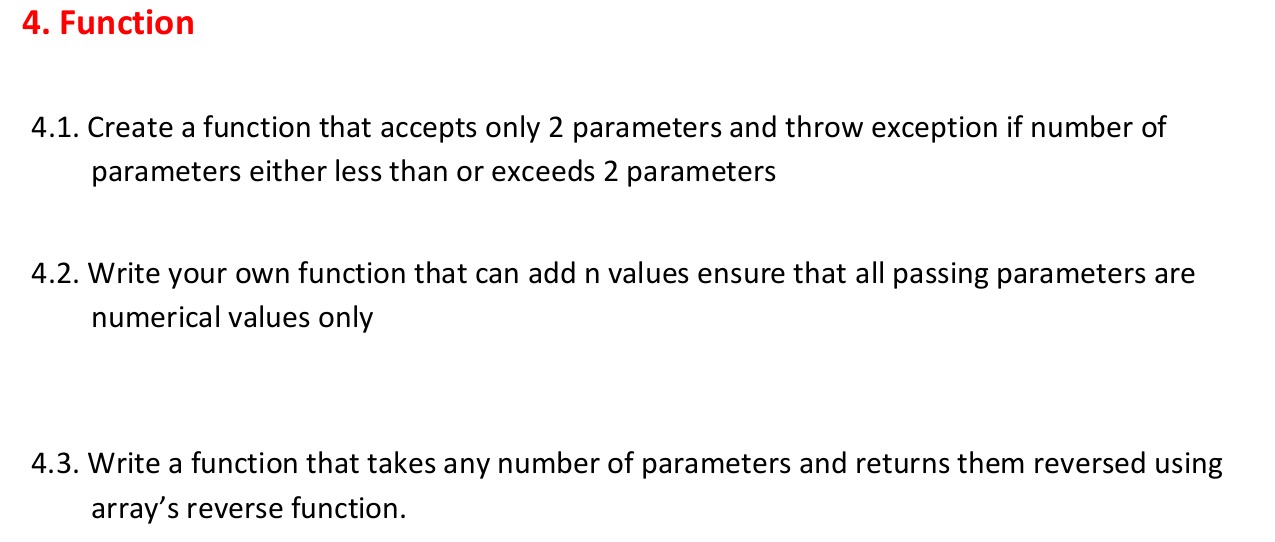 4. Function
4.1. Create a function that accepts only 2 parameters and throw exception if number of
parameters either less than or exceeds 2 parameters
4.2. Write your own function that can add n values ensure that all passing parameters are
numerical values only
4.3. Write a function that takes any number of parameters and returns them reversed using
array’s reverse function.